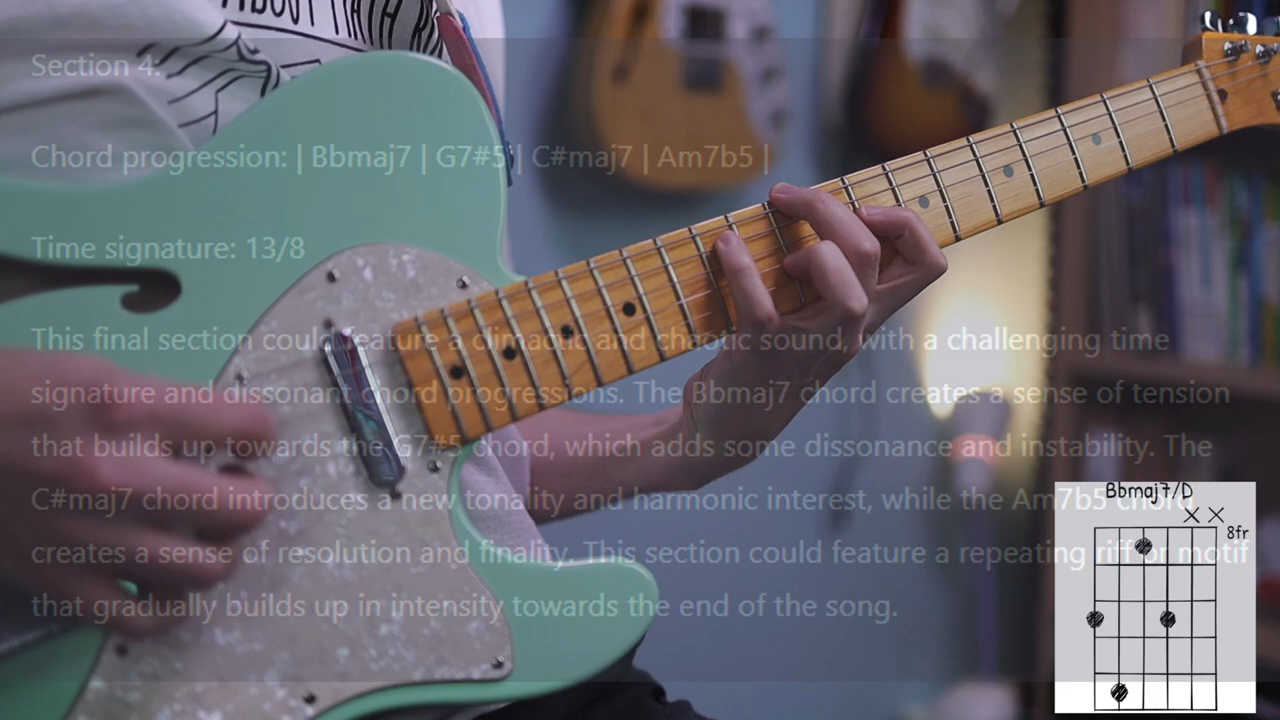 ABOUT MATH RO
Section 4:
Chord progression: | Bbmaj7 | G7#5 | C#maj7 | Am7b5 |
Time signature: 13/8
This final section could feature a climactic and chaotic sound, with a challenging time
signature and dissonant chord progressions. The Bbmaj7 chord creates a sense of tension
that builds up towards the G7#5 chord, which adds some dissonance and instability. The
C#maj7 chord introduces a new tonality and harmonic interest, while the Am7b5 chord
creates a sense of resolution and finality. This section could feature a repeating riff or motif
that gradually builds up in intensity towards the end of the song.
Bbmaj7/D
X X
8fr